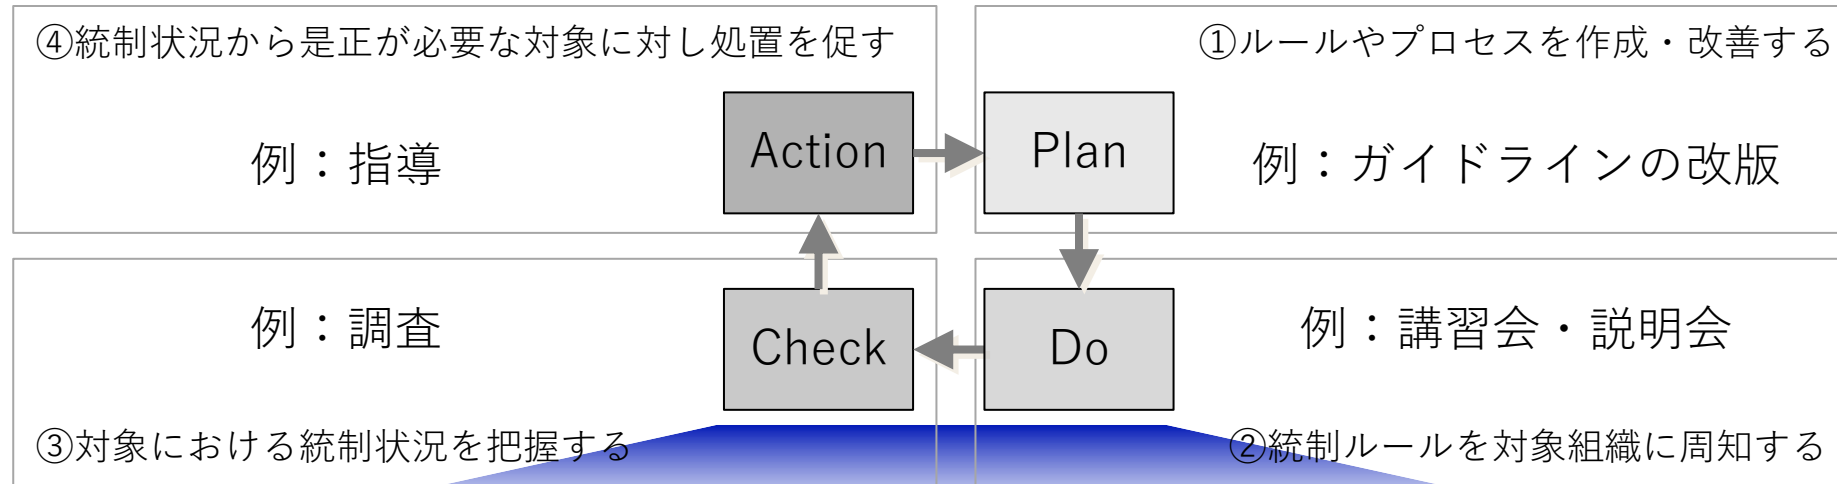 ④統制状況から是正が必要な対象に対し処置を促す
①ルールやプロセスを作成・改善する
例：指導
Action
Plan
例：ガイドラインの改版
例：調査
Check
Do
例：講習会・説明会
③対象における統制状況を把握する
②統制ルールを対象組織に周知する